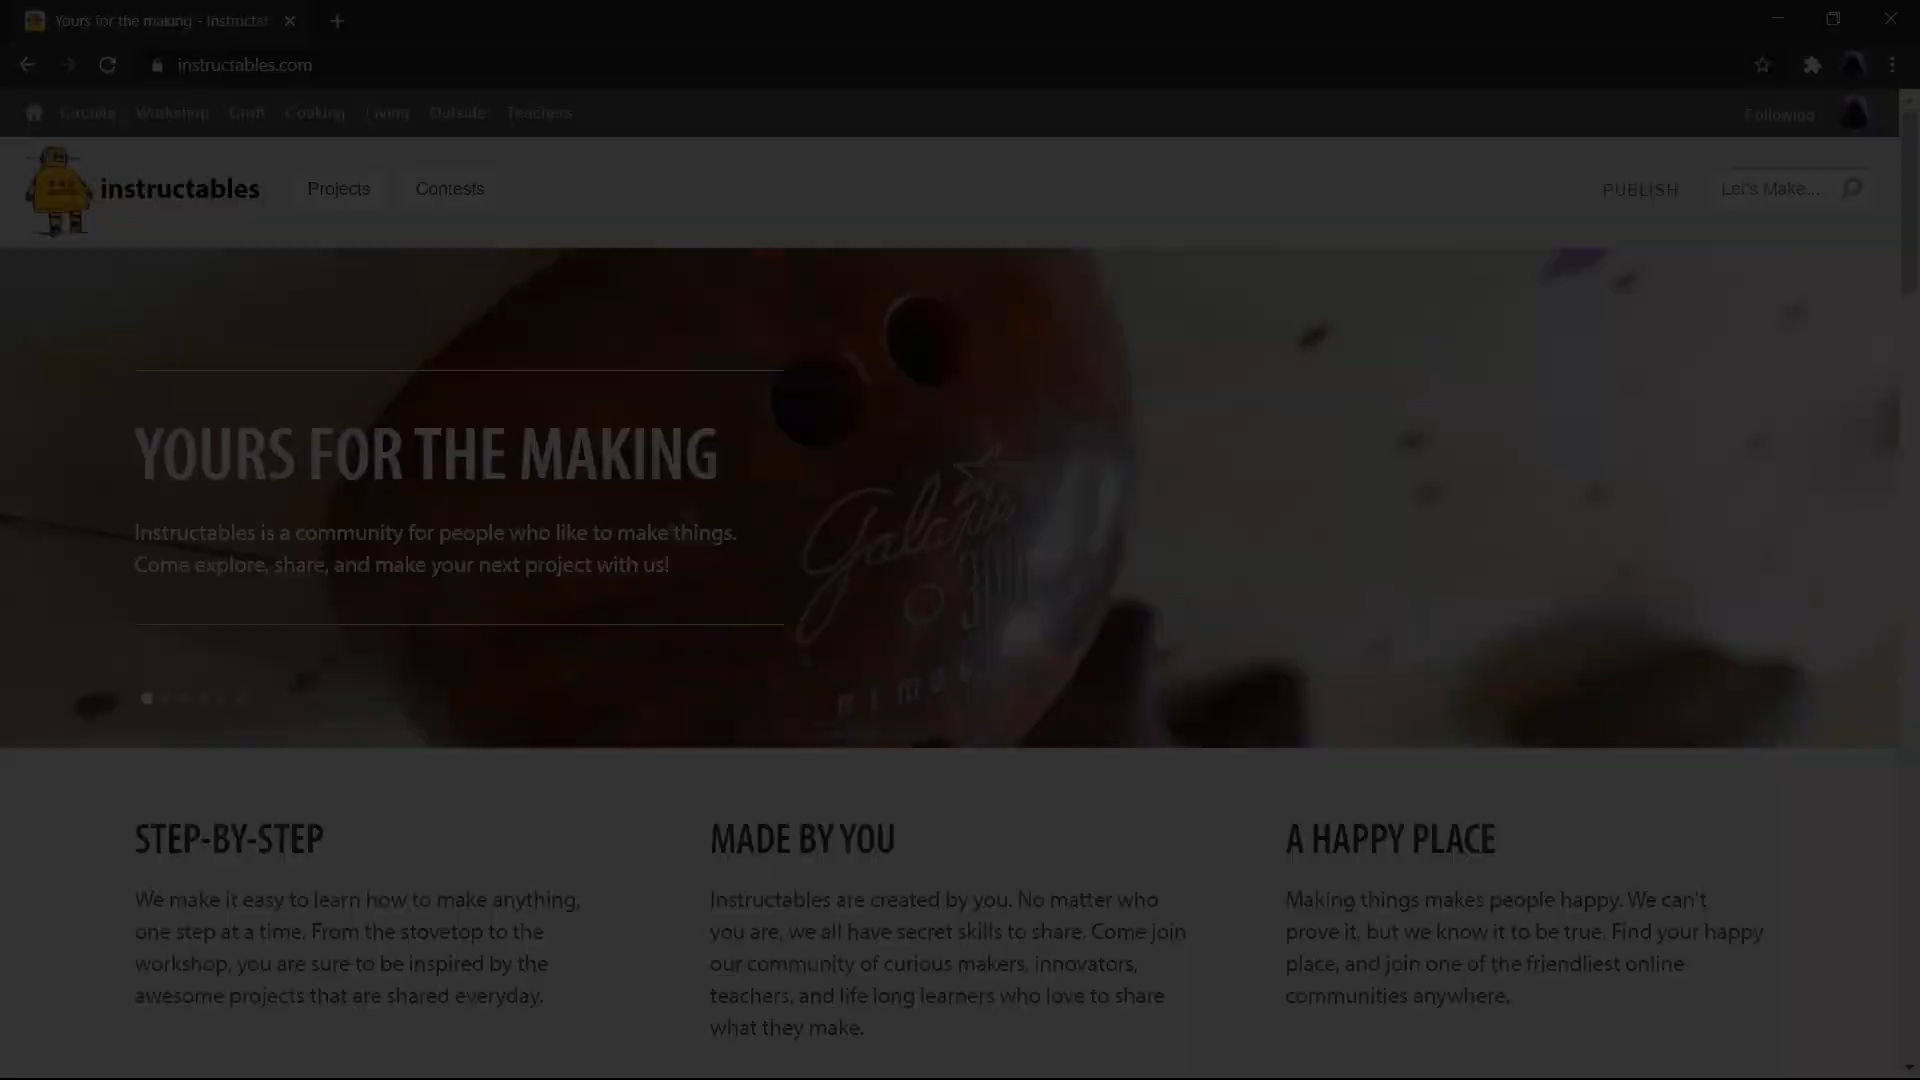 Yours for the making - Instructa
instructables.com
Circuits Workshop Craft Cooking Living Outside Teachers
Following
instructables
Projects
Contests
PUBLISH
Let's Make...
Galaxie
300
YOURS FOR THE MAKING
Instructables is a community for people who like to make things.
Come explore, share, and make your next project with us!
STEP-BY-STEP
We make it easy to learn how to make anything,
one step at a time. From the stovetop to the
workshop, you are sure to be inspired by the
awesome projects that are shared everyday.
MADE BY YOU
Instructables are created by you. No matter who
you are, we all have secret skills to share. Come join
our community of curious makers, innovators,
teachers, and life long learners who love to share
what they make.
A HAPPY PLACE
Making things makes people happy. We can't
prove it, but we know it to be true. Find your happy
place, and join one of the friendliest online
communities anywhere.